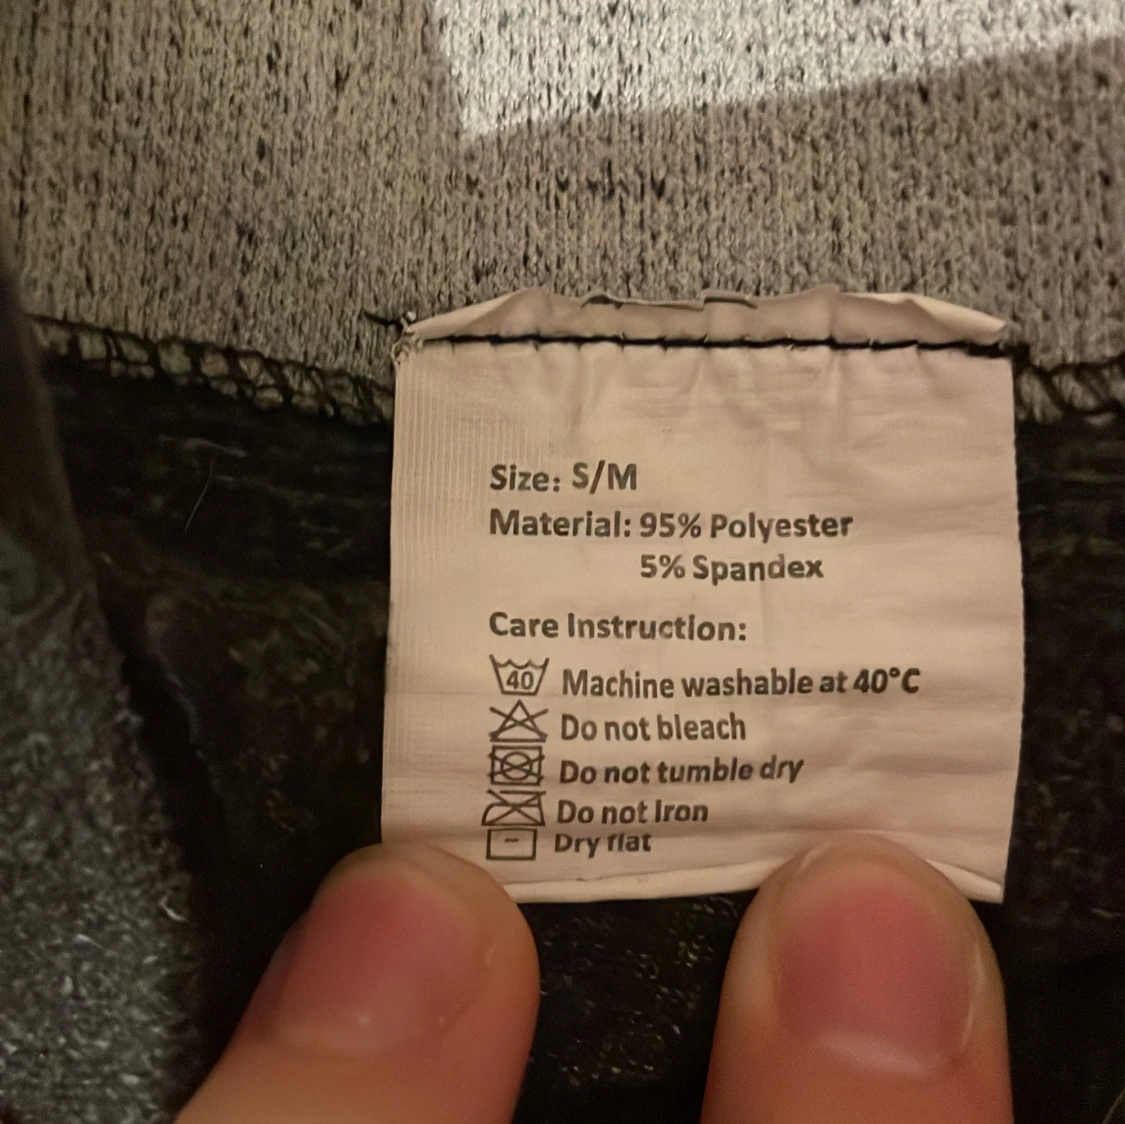 Size: S/M
Material: 95% Polyester
5% Spandex
Care Instruction:
40 Machine washable at 40°C
Do not bleach
Do not tumble dry
Do not Iron
Dry flat